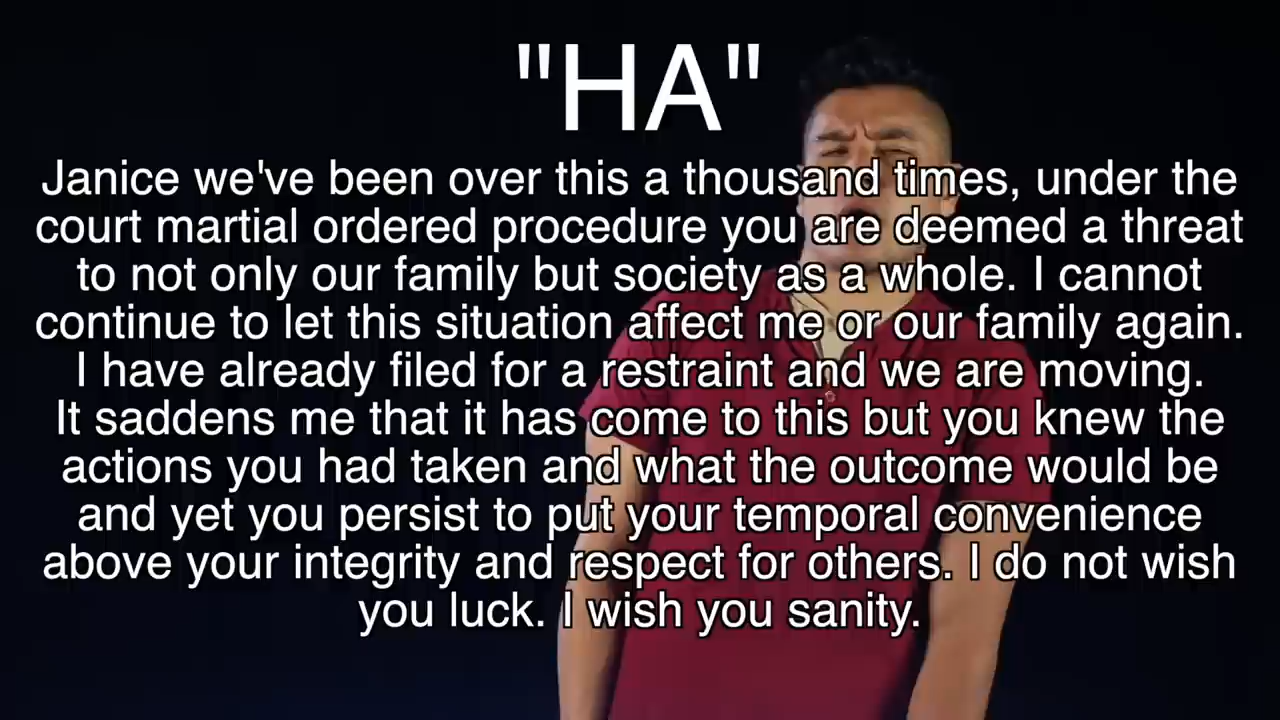 "HA"
Janice we've been over this a thousand times, under the
court martial ordered procedure you are deemed a threat
to not only our family but society as a whole. I cannot
continue to let this situation affect me or our family again.
I have already filed for a restraint and we are moving.
It saddens me that it has come to this but you knew the
actions you had taken and what the outcome would be
and yet you persist to put your temporal convenience
above your integrity and respect for others. I do not wish
you luck. I wish you sanity.